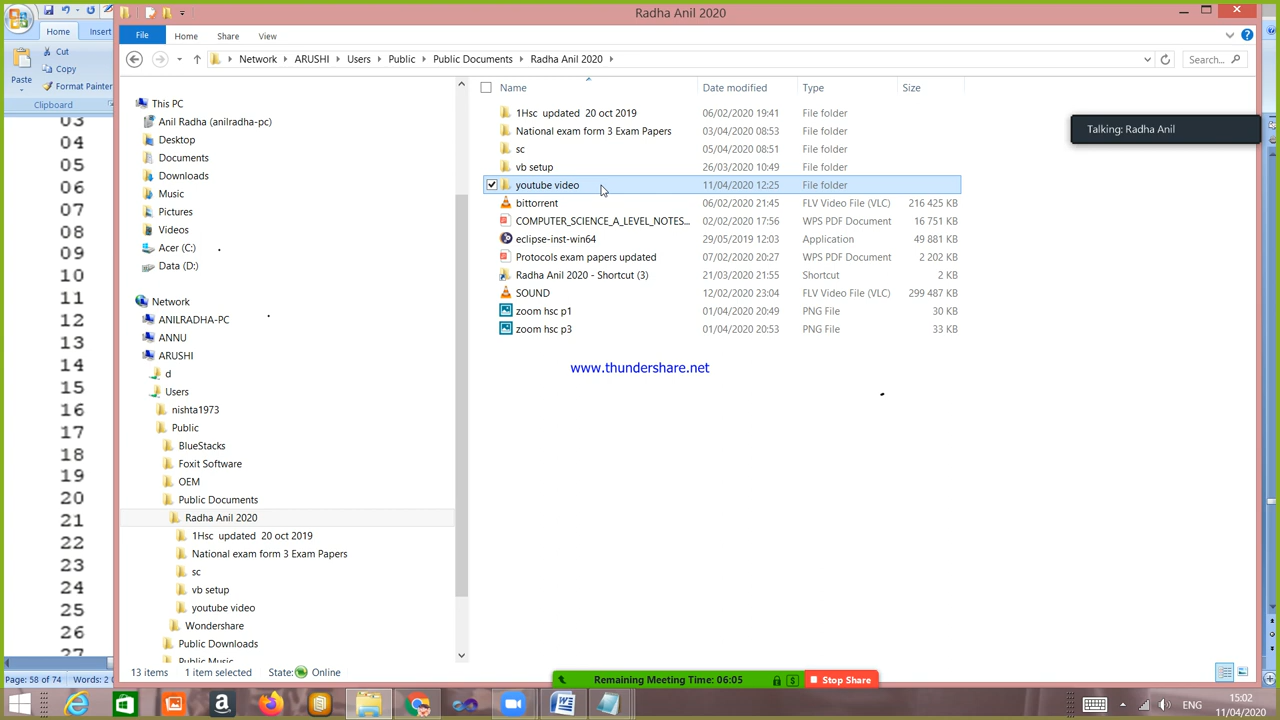 Radha Anil 2020
Home Insert
File Home Share View
Cut
Copy
Format Painter
Paste
Clipboard
Network ARUSHI Users Public Public Documents Radha Anil 2020
Search...
Name Date modified Type Size
1Hsc updated 20 oct 2019 06/02/2020 19:41 File folder
National exam form 3 Exam Papers 03/04/2020 08:53 File folder
sc 05/04/2020 08:51 File folder
vb setup 26/03/2020 10:49 File folder
youtube video 11/04/2020 12:25 File folder
bittorrent 06/02/2020 21:45 FLV Video File (VLC) 216 425 KB
COMPUTER_SCIENCE_A_LEVEL_NOTES... 02/02/2020 17:56 WPS PDF Document 16 751 KB
eclipse-inst-win64 29/05/2019 12:03 Application 49 881 KB
Protocols exam papers updated 07/02/2020 20:27 WPS PDF Document 2 202 KB
Radha Anil 2020 - Shortcut (3) 21/03/2020 21:55 Shortcut 2 KB
SOUND 12/02/2020 23:04 FLV Video File (VLC) 299 487 KB
zoom hsc p1 01/04/2020 20:49 PNG File 30 KB
zoom hsc p3 01/04/2020 20:53 PNG File 33 KB
Talking: Radha Anil
www.thundershare.net
This PC
Anil Radha (anilradha-pc)
Desktop
Documents
Downloads
Music
Pictures
Videos
Acer (C:)
Data (D:)
Network
ANILRADHA-PC
ANNU
ARUSHI
d
Users
nishta1973
Public
BlueStacks
Foxit Software
OEM
Public Documents
Radha Anil 2020
1Hsc updated 20 oct 2019
National exam form 3 Exam Papers
sc
vb setup
youtube video
Wondershare
Public Downloads
Public Music
03
04
05
06
07
08
09
10
11
12
13
14
15
16
17
18
19
20
21
22
23
24
25
26
27
13 items 1 item selected State: Online
Page: 58 of 74 Words: 2
Remaining Meeting Time: 06:05 Stop Share
ENG
15:02
11/04/2020